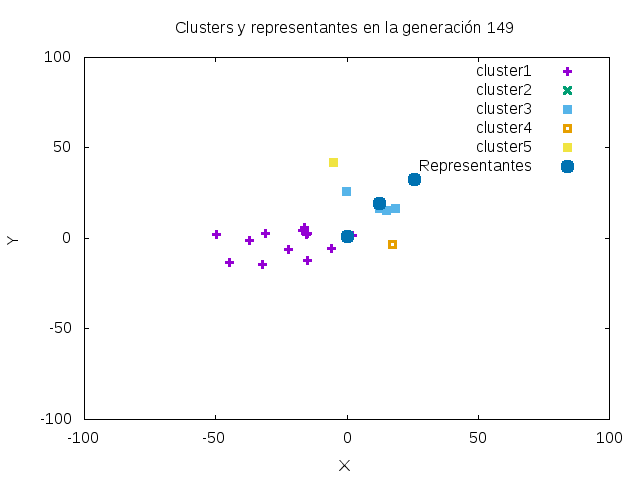 Clusters y representantes en la generación 149
100
cluster1
cluster2
cluster3
cluster4
50
cluster5
Representantes
Y
0
-50
-100
-100
-50
0
50
100
X